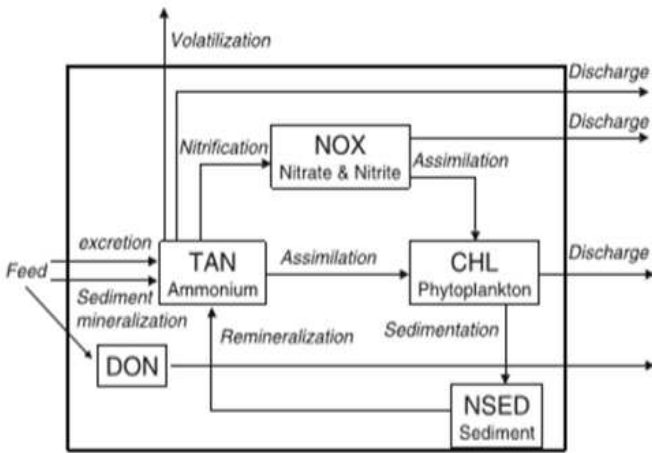 Volatilization
Discharge
Discharge
Nitrification
NOX
Nitrate & Nitrite
Assimilation
excretion
Feed
Sediment
mineralization
TAN
Ammonium
Assimilation
CHL
Phytoplankton
Discharge
Remineralization
Sedimentation
DON
NSED
Sediment